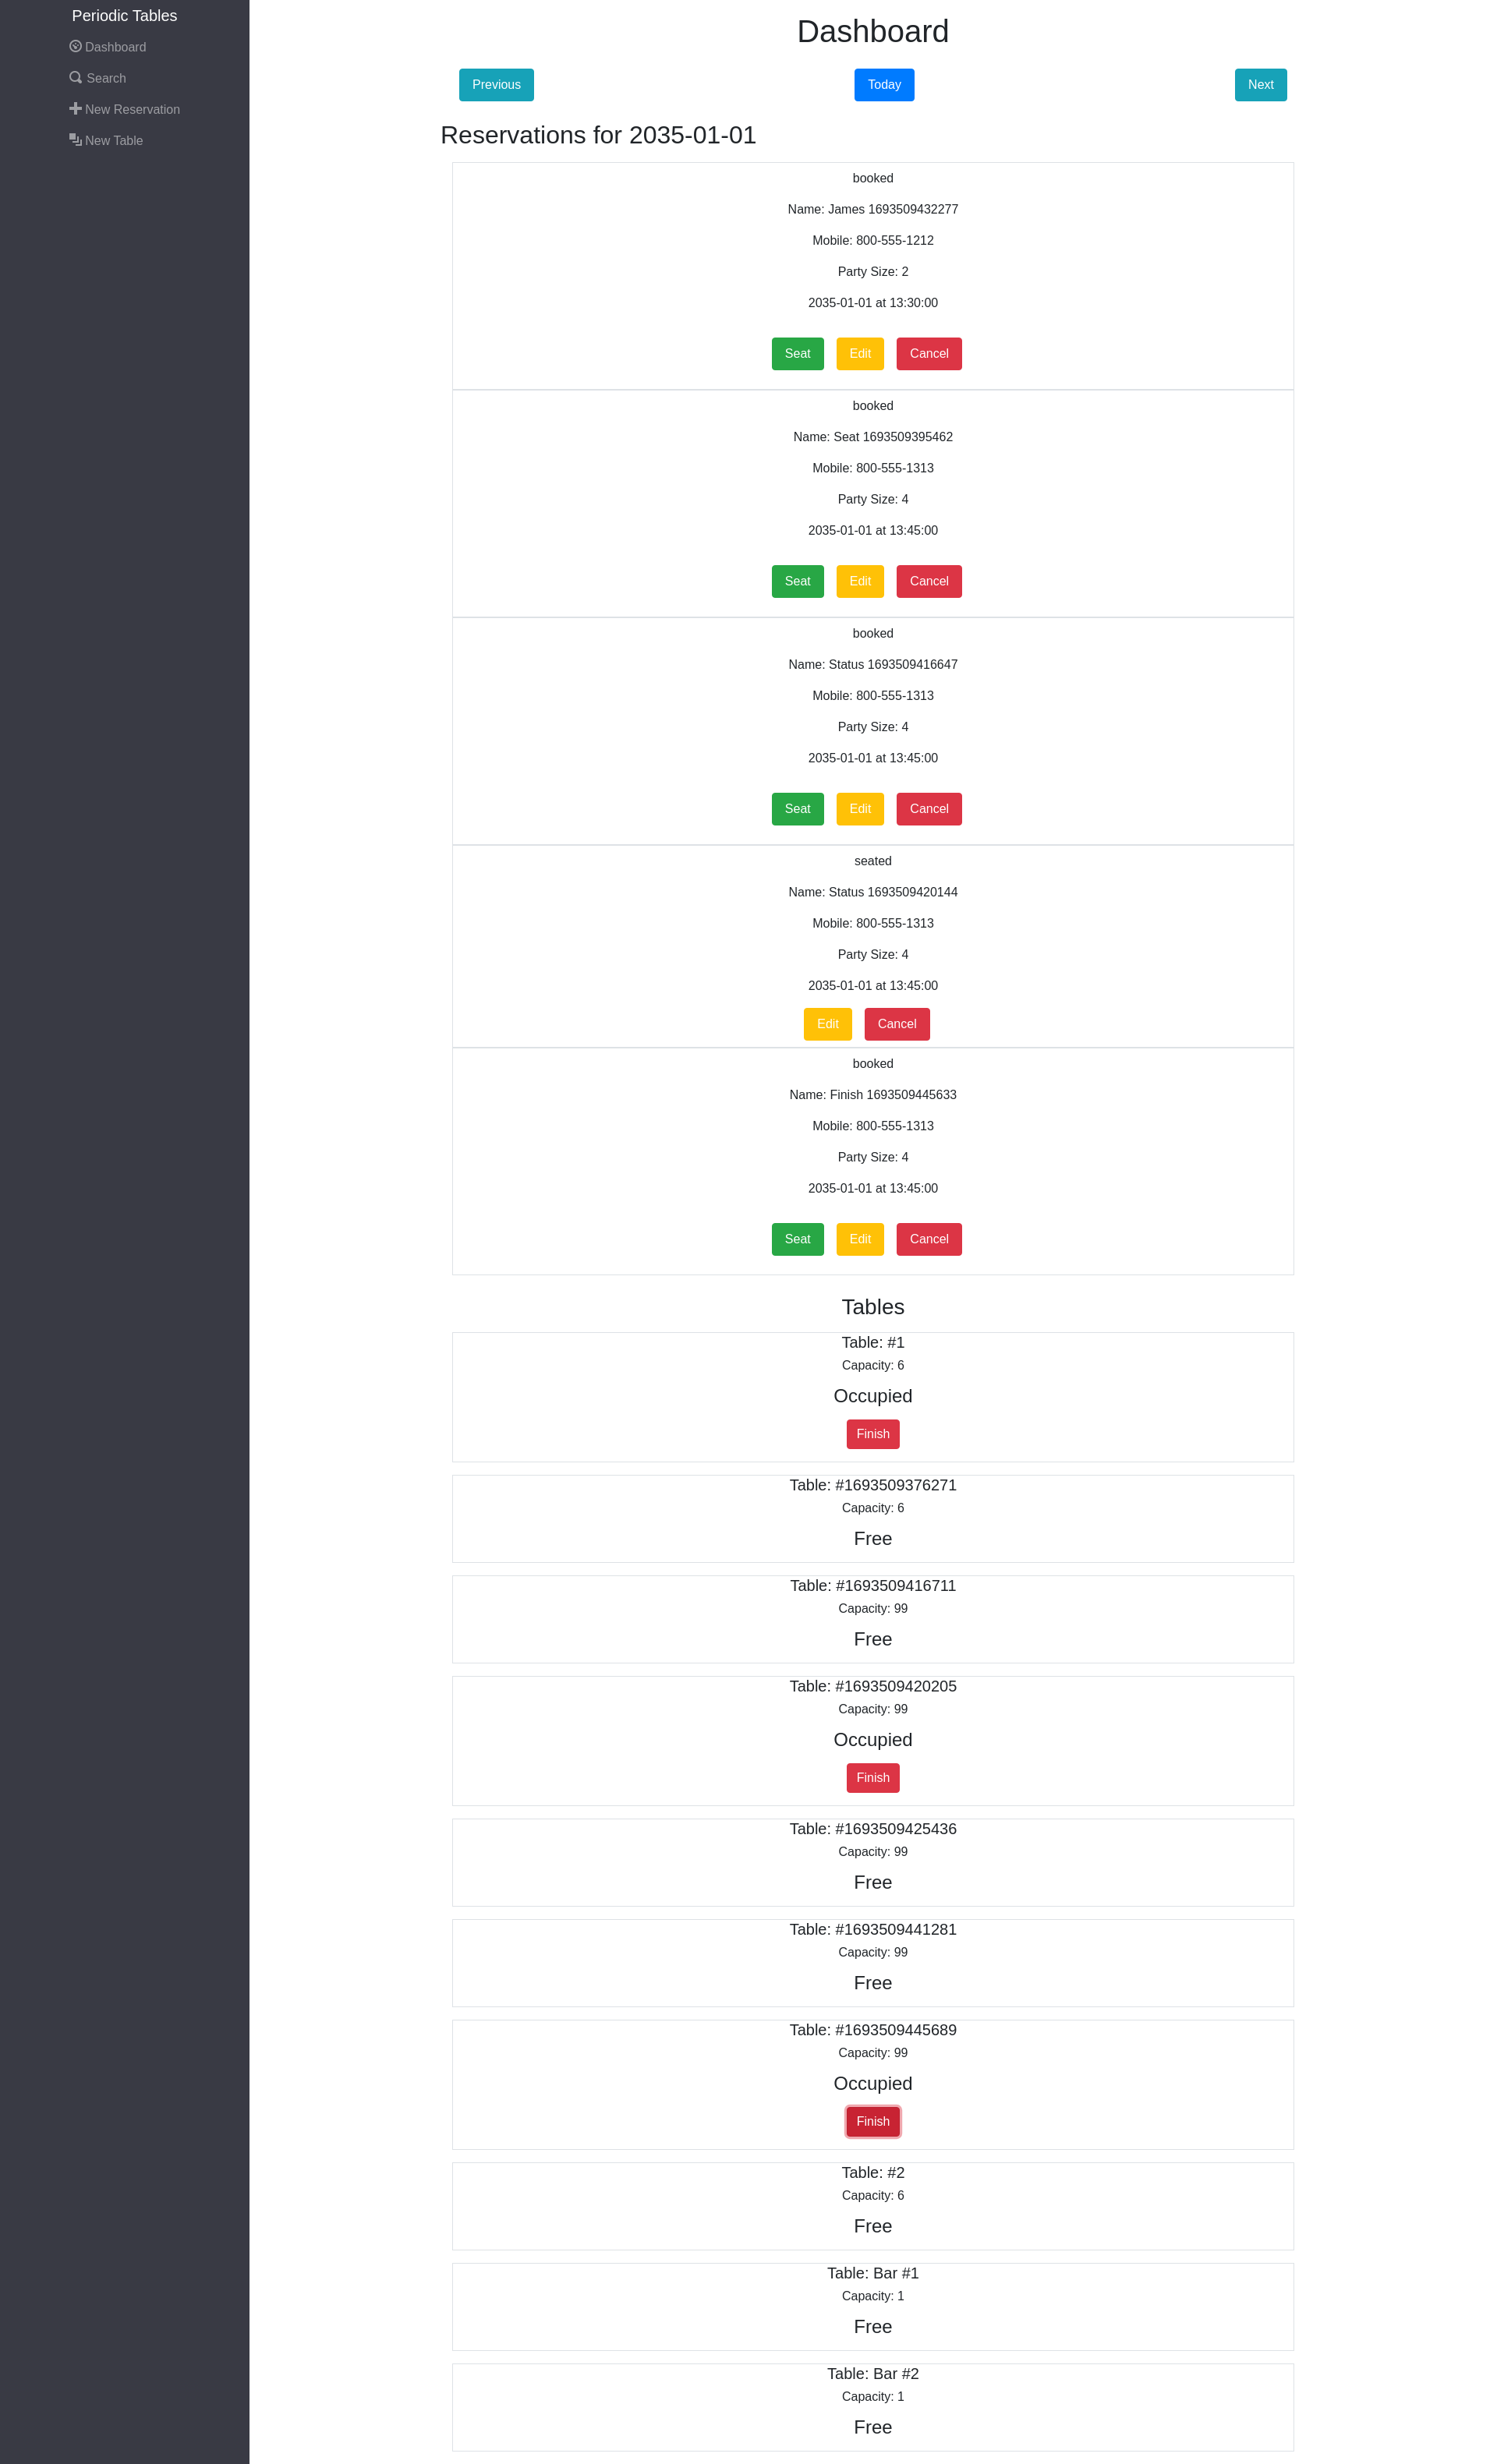 Periodic Tables
Dashboard
Search
New Reservation
New Table
Dashboard
Previous Today Next
Reservations for 2035-01-01
booked
Name: James 1693509432277
Mobile: 800-555-1212
Party Size: 2
2035-01-01 at 13:30:00
Seat Edit Cancel
booked
Name: Seat 1693509395462
Mobile: 800-555-1313
Party Size: 4
2035-01-01 at 13:45:00
Seat Edit Cancel
booked
Name: Status 1693509416647
Mobile: 800-555-1313
Party Size: 4
2035-01-01 at 13:45:00
Seat Edit Cancel
seated
Name: Status 1693509420144
Mobile: 800-555-1313
Party Size: 4
2035-01-01 at 13:45:00
Edit Cancel
booked
Name: Finish 1693509445633
Mobile: 800-555-1313
Party Size: 4
2035-01-01 at 13:45:00
Seat Edit Cancel
Tables
Table: #1
Capacity: 6
Occupied
Finish
Table: #1693509376271
Capacity: 6
Free
Table: #1693509416711
Capacity: 99
Free
Table: #1693509420205
Capacity: 99
Occupied
Finish
Table: #1693509425436
Capacity: 99
Free
Table: #1693509441281
Capacity: 99
Free
Table: #1693509445689
Capacity: 99
Occupied
Finish
Table: #2
Capacity: 6
Free
Table: Bar #1
Capacity: 1
Free
Table: Bar #2
Capacity: 1
Free